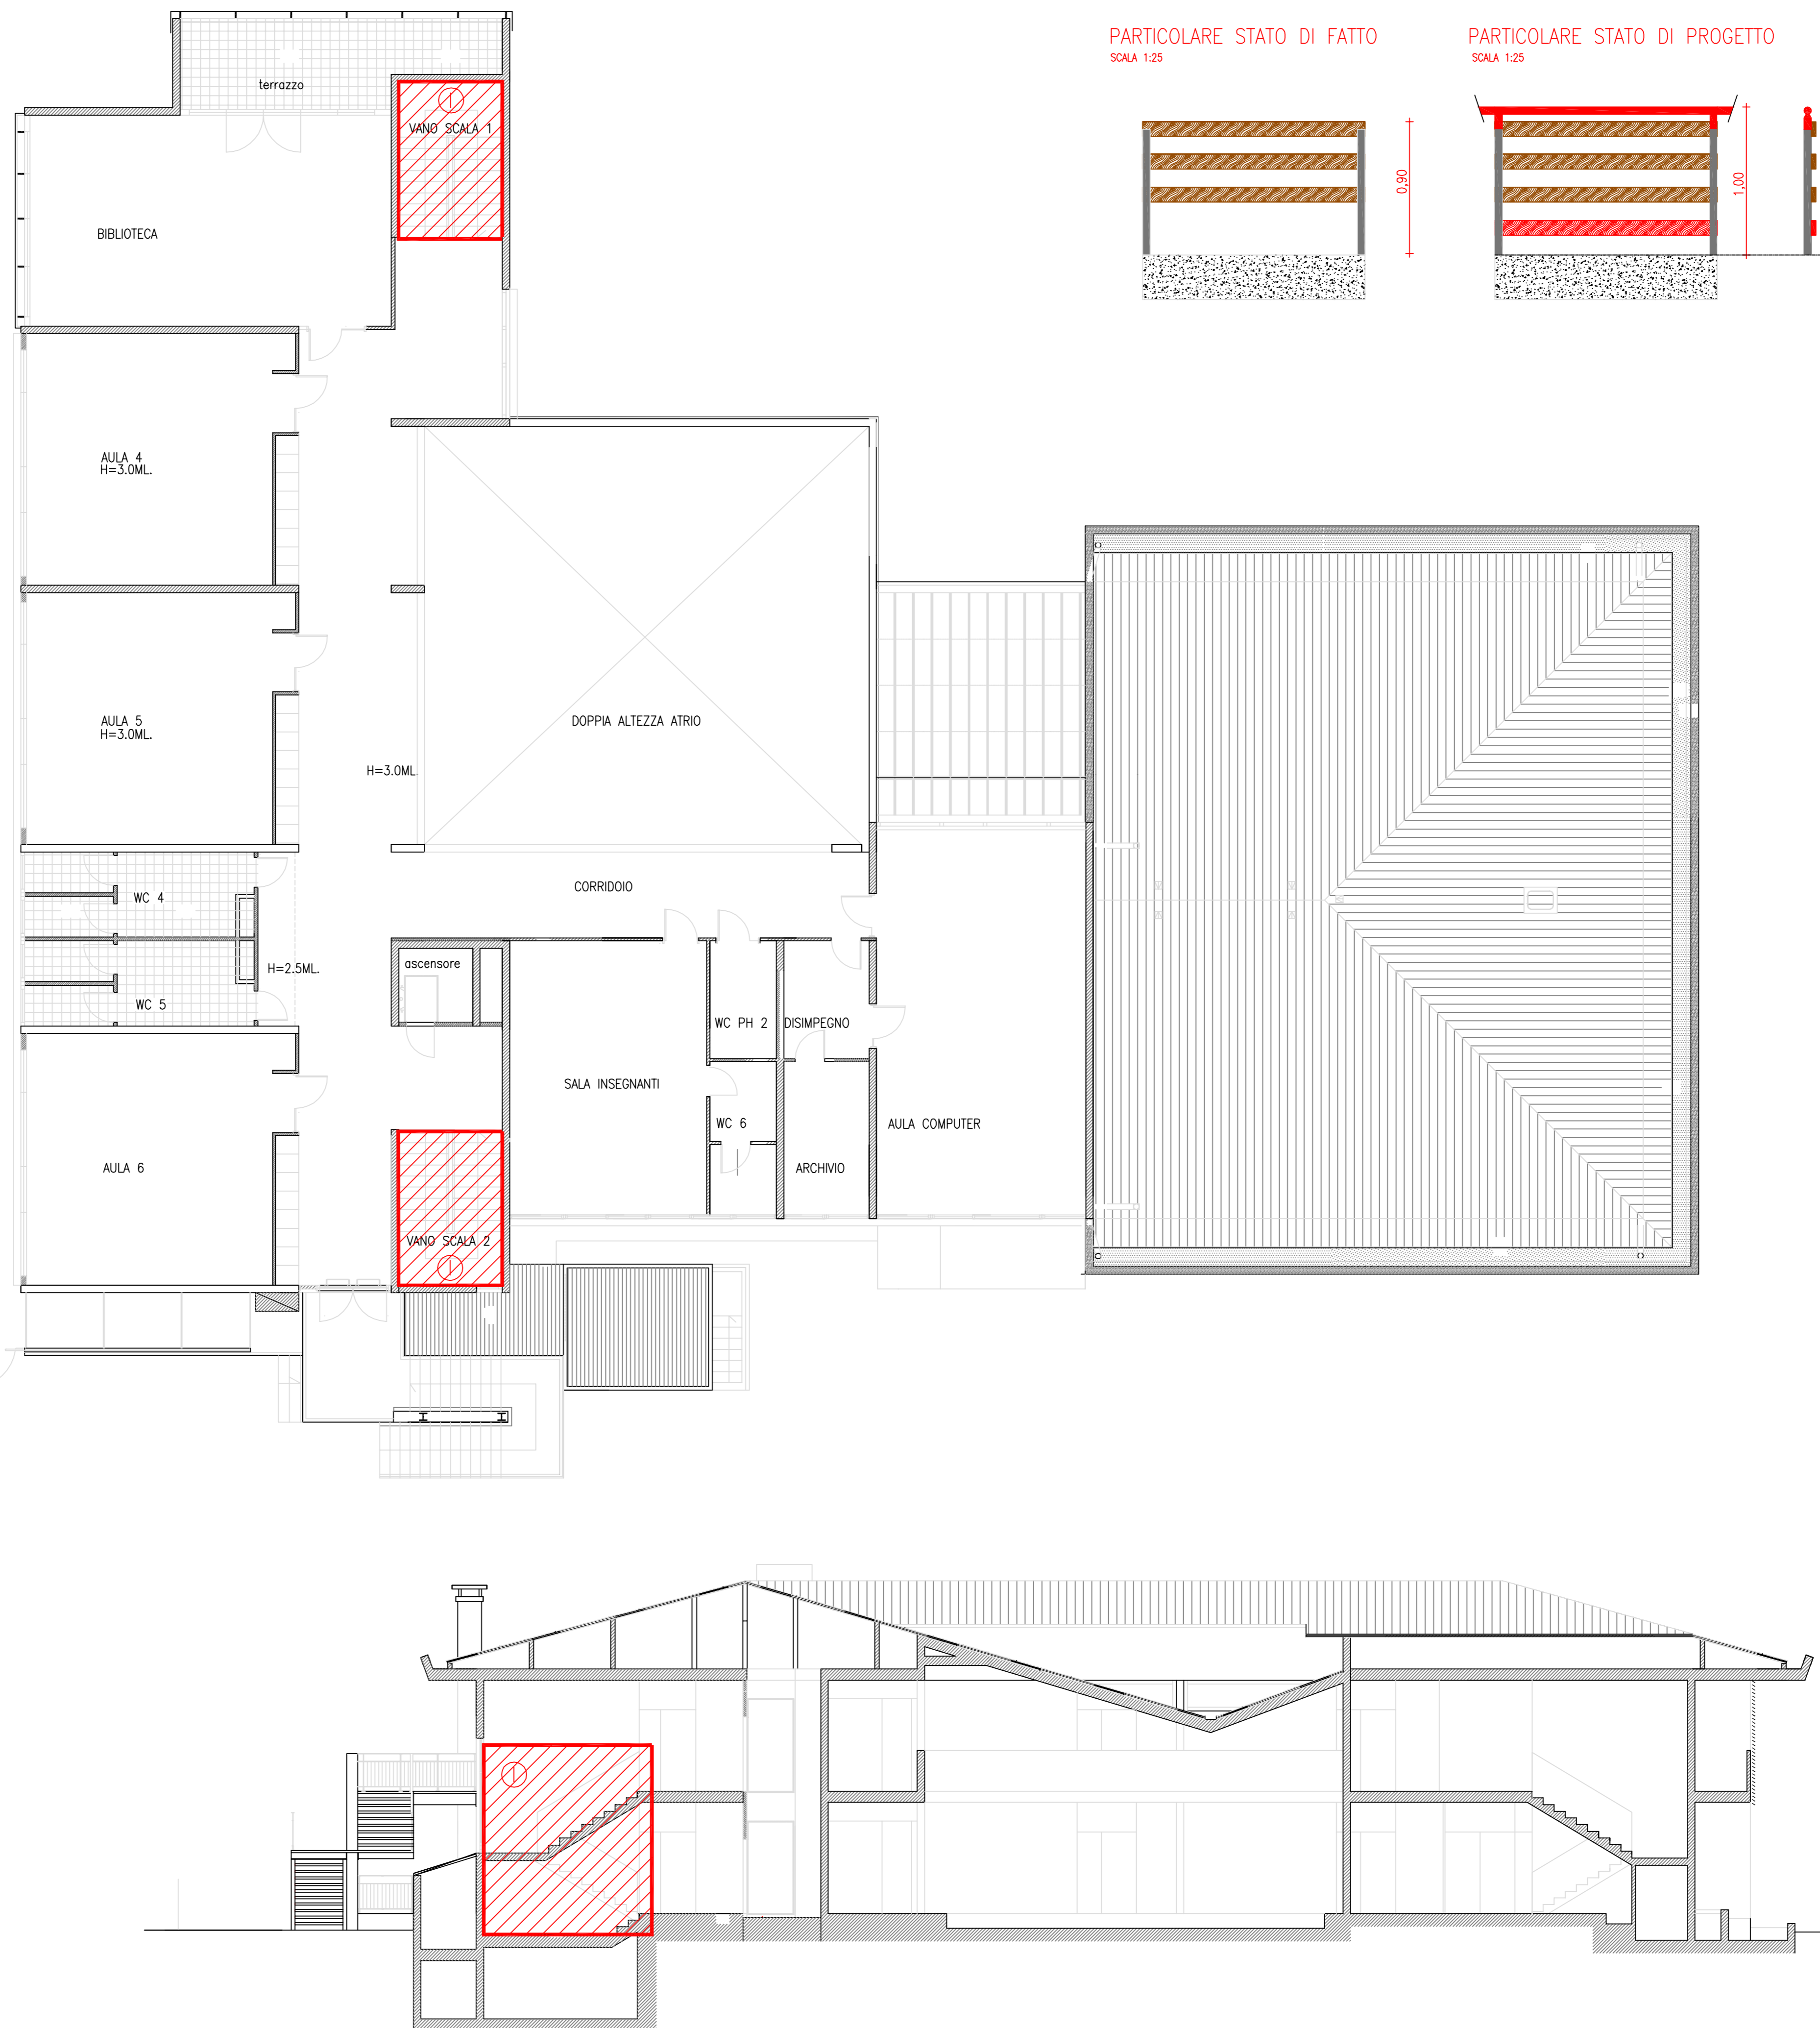 PARTICOLARE STATO DI FATTO
SCALA 1:25
PARTICOLARE STATO DI PROGETTO
SCALA 1:25
0,90
1,00
terrazzo
1
VANO SCALA 1
BIBLIOTECA
AULA 4
H=3.0ML.
AULA 5
H=3.0ML.
DOPPIA ALTEZZA ATRIO
H=3.0ML.
CORRIDOIO
WC 4
ascensore
H=2.5ML.
WC 5
WC PH 2
DISIMPEGNO
SALA INSEGNANTI
WC 6
AULA COMPUTER
AULA 6
ARCHIVIO
VANO SCALA 2
1
1